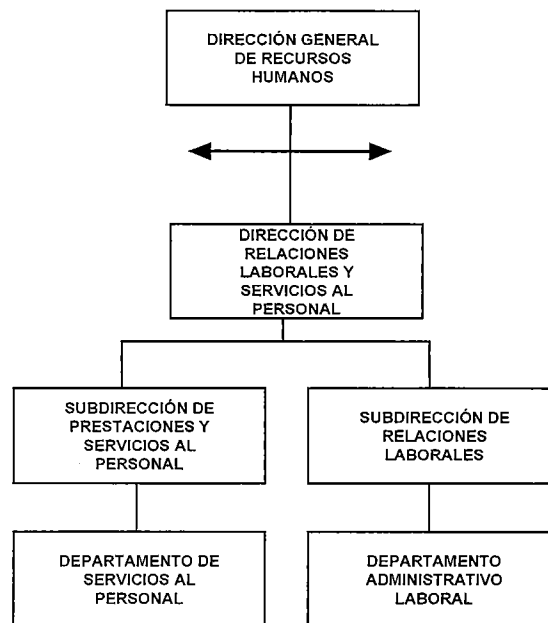 DIRECCIÓN GENERAL
DE RECURSOS
HUMANOS
DIRECCIÓN DE
RELACIONES
LABORALES Y
SERVICIOS AL
PERSONAL
SUBDIRECCIÓN DE
PRESTACIONES Y
SERVICIOS AL
PERSONAL
SUBDIRECCIÓN DE
RELACIONES
LABORALES
DEPARTAMENTO DE
SERVICIOS AL
PERSONAL
DEPARTAMENTO
ADMINISTRATIVO
LABORAL